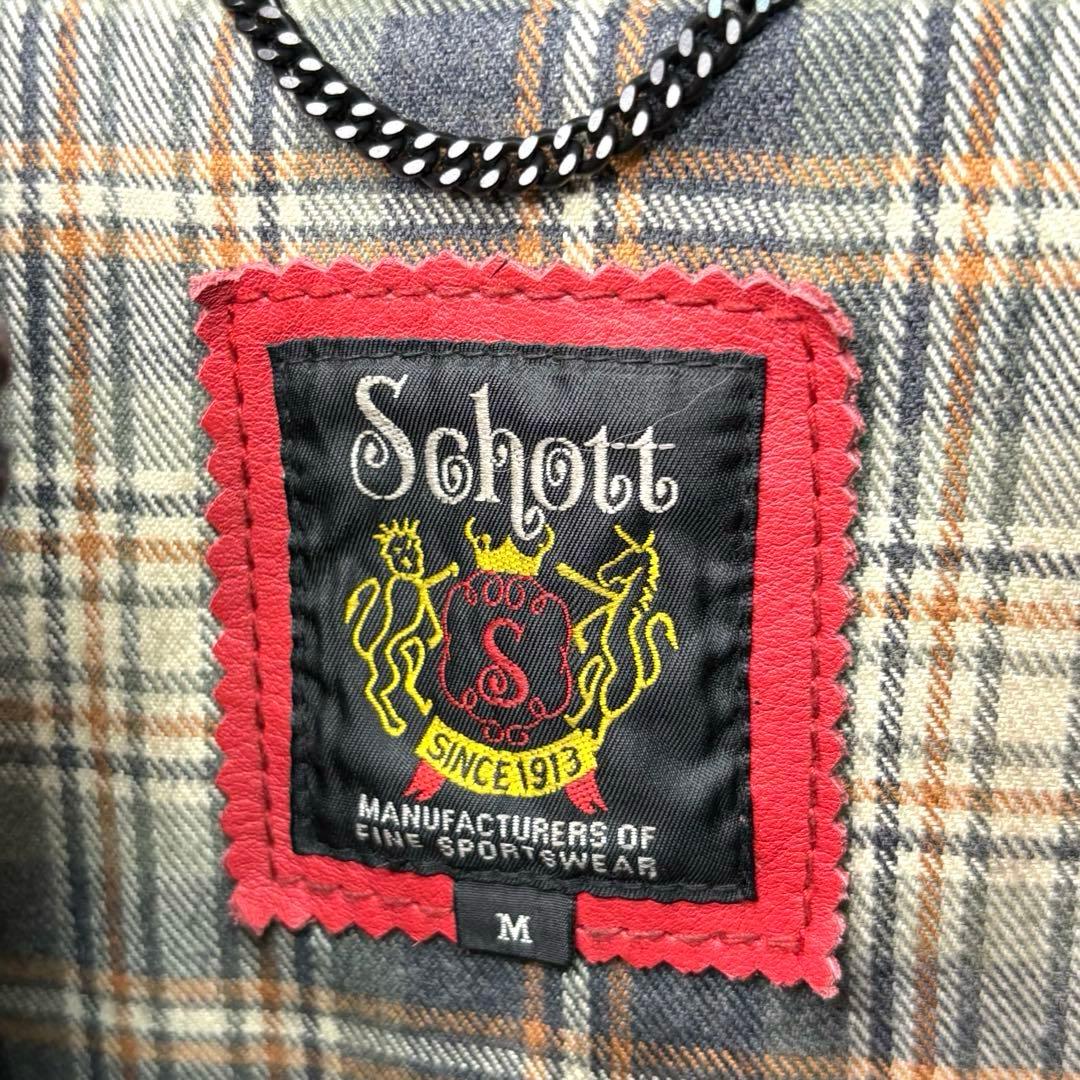 Schott
S
SINCE 1913
MANUFACTURERS OF
FINE SPORTSWEAR
M